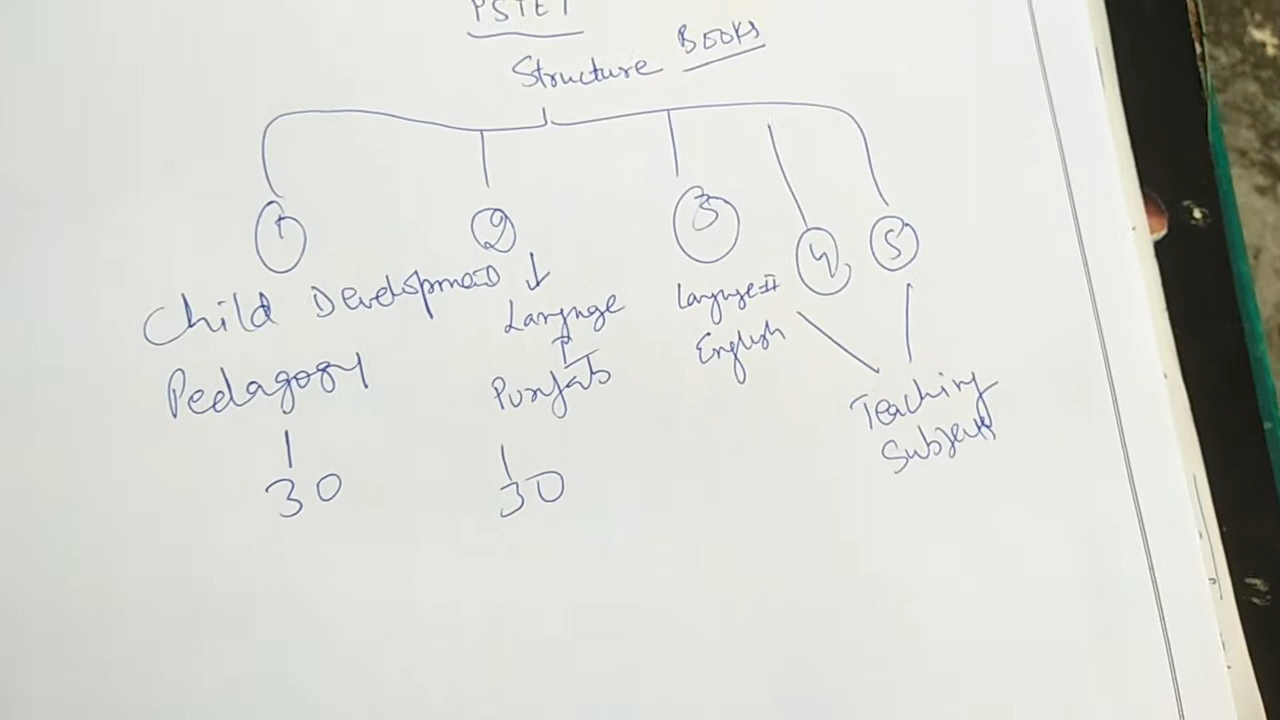 PSTET
Structure Books
1
Child Development
Pedagogy
30
2
Language
I
Punjabi
30
3
Language II
English
4
5
Teaching
Subjects